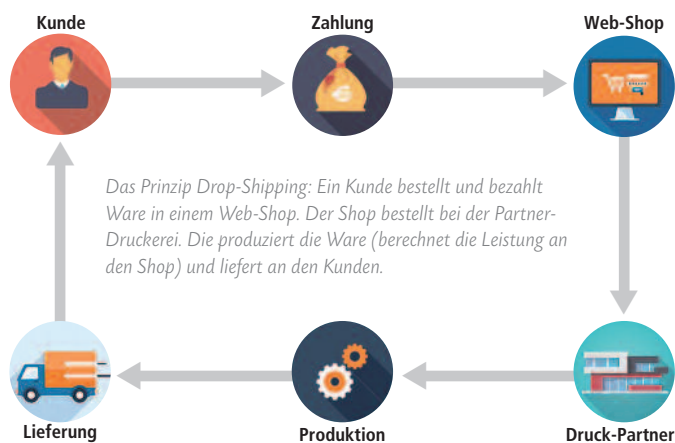 Kunde
Zahlung
Web-Shop
Das Prinzip Drop-Shipping: Ein Kunde bestellt und bezahlt
Ware in einem Web-Shop. Der Shop bestellt bei der Partner-
Druckerei. Die produziert die Ware (berechnet die Leistung an
den Shop) und liefert an den Kunden.
Lieferung
Produktion
Druck-Partner